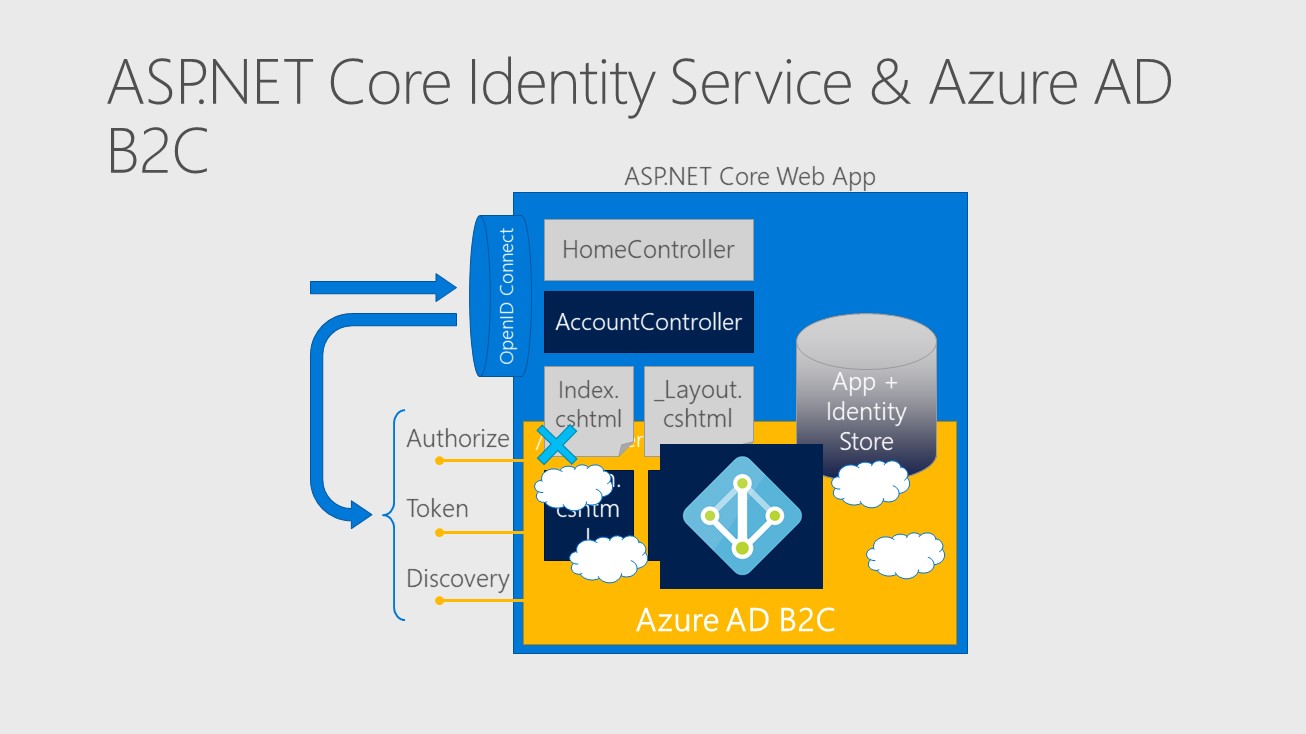 ASP.NET Core Identity Service & Azure AD
B2C
ASP.NET Core Web App
OpenID Connect
HomeController
AccountController
Index.
cshtml
_Layout.
cshtml
App +
Identity
Store
Authorize
Token
cshtm
Discovery
Azure AD B2C